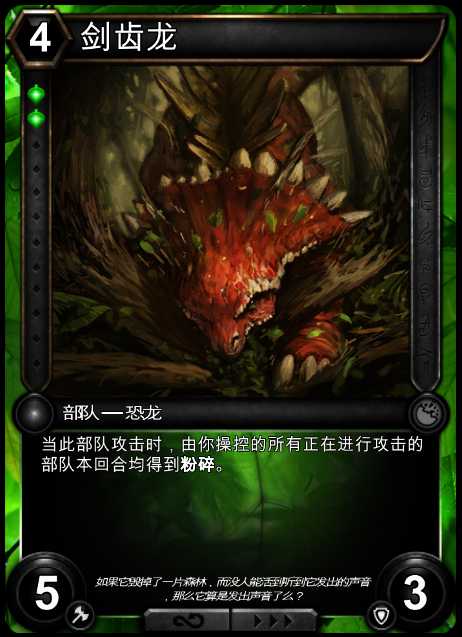 4
剑齿龙
部队 — 恐龙
当此部队攻击时，由你操控的所有正在进行攻击的
部队本回合均得到粉碎。
如果它毁掉了一片森林，而没人能活到听到它发出的声音
，那么它算是发出声音了么？
5
3